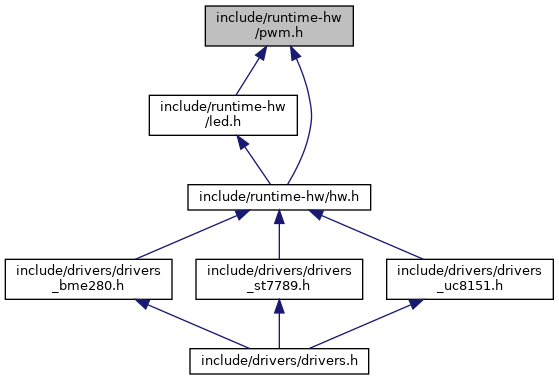 include/runtime-hw
/pwm.h
include/runtime-hw
/led.h
include/runtime-hw/hw.h
include/drivers/drivers
_bme280.h
include/drivers/drivers
_st7789.h
include/drivers/drivers
_uc8151.h
include/drivers/drivers.h